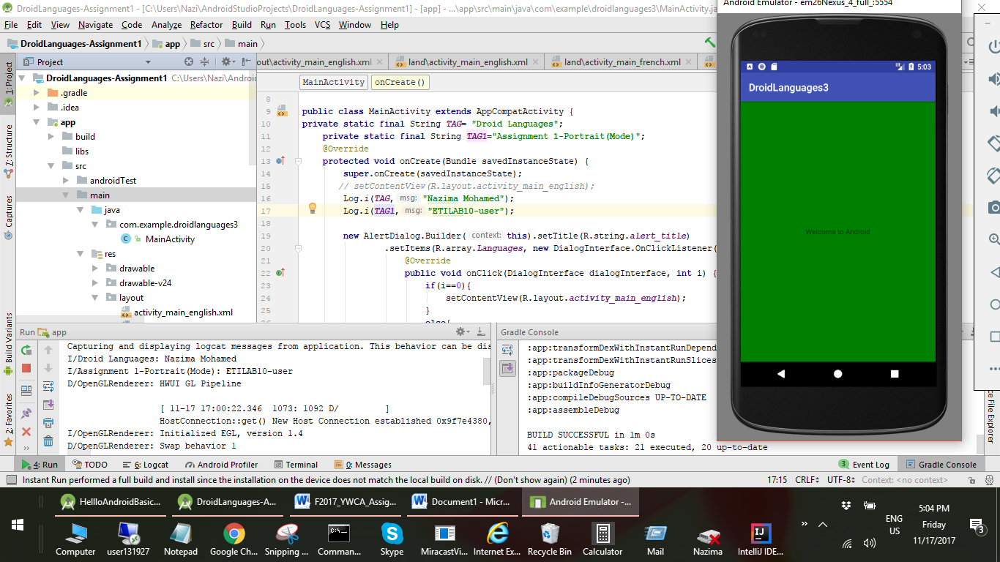 DroidLanguages-Assignment1 - [C:\Users\Nazi\AndroidStudioProjects\DroidLanguages-Assignment1] - [app] - ...\app\src\main\java\com\example\droidlanguages3\MainActivity.ja
Android Emulator - em26Nexus_4_full_:5554
File Edit View Navigate Code Analyze Refactor Build Run Tools VCS Window Help
DroidLanguages-Assignment1 app src main
1: Project
7: Structure
Captures
Build Variants
2: Favorites
Project
out\activity_main_english.xml land\activity_main_english.xml land\activity_main_french.xml
DroidLanguages-Assignment1 C:\Users\Nazi\Android
.gradle
.idea
app
build
libs
src
androidTest
main
java
com.example.droidlanguages3
MainActivity
res
drawable
drawable-v24
layout
activity_main_english.xml
MainActivity onCreate()
8
9 public class MainActivity extends AppCompatActivity {
10 private static final String TAG= "Droid Languages";
11 private static final String TAG1="Assignment 1-Portrait(Mode)";
12 @Override
13 protected void onCreate(Bundle savedInstanceState) {
14 super.onCreate(savedInstanceState);
15 // setContentView(R.layout.activity_main_english);
16 Log.i(TAG, msg: "Nazima Mohamed");
17 Log.i(TAG1, msg: "ETILAB10-user");
18
19 new AlertDialog.Builder( context: this).setTitle(R.string.alert_title)
20 .setItems(R.array.Languages, new DialogInterface.OnClickListener(
21 @Override
22 public void onClick(DialogInterface dialogInterface, int i) {
23 if(i==0){
24 setContentView(R.layout.activity_main_english);
25 }
26 else{
5:03
DroidLanguages3
Welcome to Android
Run app
Capturing and displaying logcat messages from application. This behavior can be dis
I/Droid Languages: Nazima Mohamed
I/Assignment 1-Portrait(Mode): ETILAB10-user
D/OpenGLRenderer: HWUI GL Pipeline
[ 11-17 17:00:22.346 1073: 1092 D/ ]
HostConnection::get() New Host Connection established 0x9f7e4380,
I/OpenGLRenderer: Initialized EGL, version 1.4
D/OpenGLRenderer: Swap behavior 1
Gradle Console
:app:transformDexWithInstantRunDepend
:app:transformDexWithInstantRunSlices
:app:packageDebug
:app:buildInfoGeneratorDebug
:app:compileDebugSources UP-TO-DATE
:app:assembleDebug
BUILD SUCCESSFUL in 1m 0s
41 actionable tasks: 21 executed, 20 up-to-date
ce File Explorer
4: Run TODO 6: Logcat Android Profiler Terminal 0: Messages 3 Event Log Gradle Console
Instant Run performed a full build and install since the installation on the device does not match the local build on disk. // (Don't show again) (2 minutes ago) 17:15 CRLF UTF-8 Context: <no context>
HellloAndroidBasic... DroidLanguages-A... F2017_YWCA_Assig... Document1 - Micr... Android Emulator -...
Computer user131927 Notepad Google Ch... Snipping ... Comman... Skype MiracastVi... Internet Ex... Recycle Bin Calculator Mail Nazima IntelliJ IDE...
ENG
US
5:04 PM
Friday
11/17/2017
3